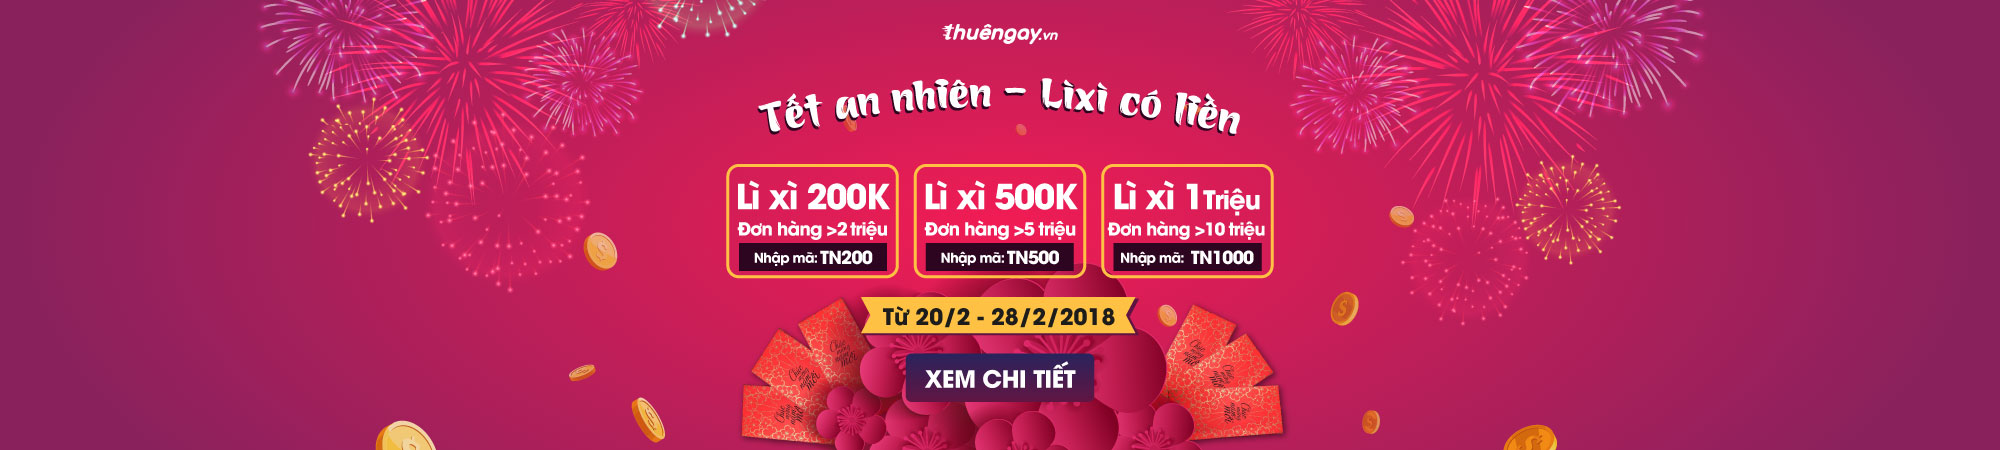 thuêngay.vn
Tết an nhiên - Lìxì có liền
Lì xì 200K
Đơn hàng >2 triệu
Nhập mã: TN200
Lì xì 500K
Đơn hàng >5 triệu
Nhập mã: TN500
Lì xì 1 Triệu
Đơn hàng >10 triệu
Nhập mã: TN1000
Từ 20/2 - 28/2/2018
XEM CHI TIẾT